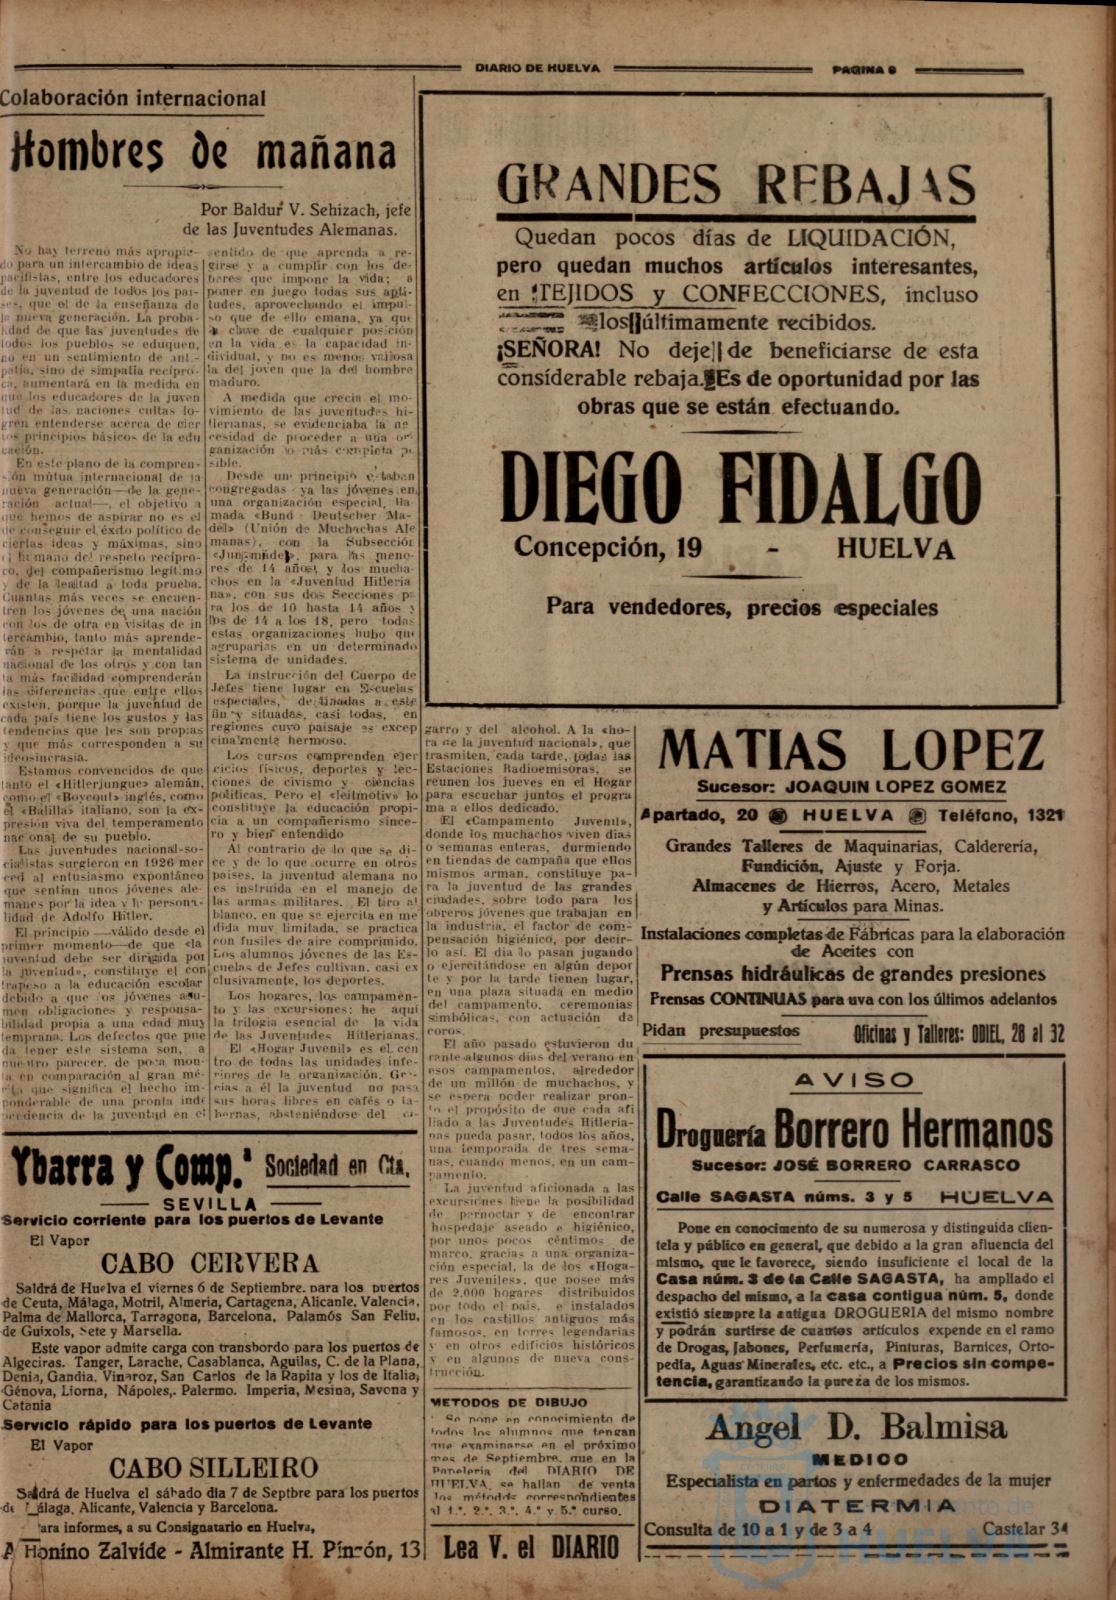 DIARIO DE HUELVA
PAGINA
Colaboración internacional
Hombres de mañana
Por Baldur V. Sehizach, jefe
de las Juventudes Alemanas.
No hay terreno más apropia-
do para un intercambio de ideas
pacifistas, entre los educadores
de la juventud de todos los paí-
ses, que el de la enseñanza de
la nueva generación. La proba-
lidad de que las juventudes de
todos los pueblos se eduquen,
no en un sentimiento de anti-
patía, sino de simpatía recípro-
ca, aumentará en la medida en
que los educadores de la juven
tud de las naciones cultas lo-
gren entenderse acerca de cier
tos principios básicos de la edu
cación.
En este plano de la compren-
sión mútua internacional de la
nueva generación—de la gene-
ración actual—, el objetivo a
que hemos de aspirar no es el
de conseguir el éxito político de
ciertas ideas y máximas, sino
el humano del respeto recípro-
co, del compañerismo legítimo
y de la lealtad a toda prueba.
Cuantas más veces se encuen-
tren los jóvenes de una nación
con los de otra en visitas de in
tercambio, tanto más aprende-
rán a respetar la mentalidad
nacional de los otros y con tan
ta más facilidad comprenderán
las diferencias que entre ellos
existen, porque la juventud de
cada país tiene los gustos y las
tendencias que les son propias
y que más corresponden a su
ideosincrasia.
Estamos convencidos de que
tanto el «Hitlerjungue» alemán,
como el «Boyscut» inglés, como
el «Balilla» italiano, son la ex-
presión viva del temperamento
nacional de su pueblo.
Las juventudes nacional-so-
cialistas surgieron en 1926 mer
ced al entusiasmo expontáneo
que sentían unos jóvenes ale-
manes por la idea y la persona-
lidad de Adolfo Hitler.
El principio —válido desde el
primer momento—de que «la
juventud debe ser dirigida por
la juventud», constituye el con
trapeso a la educación escolar
debido a que los jóvenes asu-
men obligaciones y responsa-
bilidad propia a una edad muy
temprana. Los defectos que pue
da tener este sistema son, a
nuestro parecer, de poca mon-
ta en comparación al gran mé-
rito que significa el hecho im-
ponderable de una pronta inde
pendencia de la juventud en el
sentido de que aprenda a re-
girse y a cumplir con los de-
beres que impone la vida; a
poner en juego todas sus apti-
tudes, aprovechando el impul-
so que de ello emana, ya que
la clave de cualquier posición
en la vida es la capacidad in-
dividual, y no es menos valiosa
la del joven que la del hombre
maduro.
A medida que crecía el mo-
vimiento de las juventudes hi-
tlerianas, se evidenciaba la ne
cesidad de proceder a una or-
ganización lo más completa po
sible.
Desde un principio estaban
congregadas ya las jóvenes en
una organización especial, lla-
mada «Bund Deutscher Ma-
del» (Unión de Muchachas Ale
manas), con la Subsección
para las meno-
res de 14 años, y los mucha-
chos en la «Juventud Hitleria
na», con sus dos Secciones pa
ra los de 10 hasta 14 años y
los de 14 a los 18, pero todas
estas organizaciones hubo que
agruparlas en un determinado
sistema de unidades.
La instrucción del Cuerpo de
Jefes tiene lugar en Escuelas
especiales, destinadas a este
fin y situadas, casi todas, en
regiones cuyo paisaje es excep
cionalmente hermoso.
Los cursos comprenden ejer
cicios físicos, deportes y lec-
ciones de civismo y ciencias
políticas. Pero el «leitmotiv» lo
constituye la educación propi-
cia a un compañerismo since-
ro y bien entendido
Al contrario de lo que se di-
ce y de lo que ocurre en otros
países, la juventud alemana no
es instruída en el manejo de
las armas militares. El tiro al
blanco, en que se ejercita en me
dida muy limitada, se practica
con fusiles de aire comprimido.
Los alumnos jóvenes de las Es-
cuelas de Jefes cultivan, casi ex
clusivamente, los deportes.
Los hogares, los campamen-
to y las excursiones: he aquí
la trilogía esencial de la vida
de las Juventudes Hitlerianas.
El «Hogar Juvenil» es el cen
tro de todas las unidades infe-
riores de la organización. Gra-
cias a él la juventud no pasa
sus horas libres en cafés o ta-
bernas, absteniéndose del ci-
garro y del alcohol. A la «ho-
ra de la juventud nacional», que
trasmiten, cada tarde, todas las
Estaciones Radioemisoras, se
reunen los jueves en el Hogar
para escuchar juntos el progra
ma a ellos dedicado.
El «Campamento Juvenil»,
donde los muchachos viven días
o semanas enteras, durmiendo
en tiendas de campaña que ellos
mismos arman, constituye pa-
ra la juventud de las grandes
ciudades, sobre todo para los
obreros jóvenes que trabajan en
la industria, el factor de com-
pensación higiénico, por decir-
lo así. El día lo pasan jugando
o ejercitándose en algún depor
te y por la tarde tienen lugar,
en una plaza situada en medio
del campamento, ceremonias
simbólicas, con actuación de
coros.
El año pasado estuvieron du
rante algunos días del verano en
esos campamentos, alrededor
de un millón de muchachos, y
se espera poder realizar pron-
to el propósito de que cada afi
liado a las Juventudes Hitleria-
nas pueda pasar, todos los años,
una temporada de tres sema-
nas, cuando menos, en un cam-
pamento.
La juventud aficionada a las
excursiones tiene la posibilidad
de pernoctar y de encontrar
hospedaje aseado e higiénico,
por unos pocos céntimos de
marco, gracias a una organiza-
ción especial, la de los «Hoga-
res Juveniles», que posee más
de 2.000 hogares distribuidos
por todo el país, e instalados
en los castillos antiguos más
famosos, en torres legendarias
y en otros edificios históricos
y en algunos de nueva cons-
trucción.
METODOS DE DIBUJO
Se pone en conocimiento de
todos los alumnos que tengan
que examinarse en el próximo
mes de Septiembre, que en la
Papelería del DIARIO DE
HUELVA, se hallan de venta
los métodos correspondientes
al 1.º, 2.º, 3.º, 4.º y 5.º curso.
Lea V. el DIARIO
GRANDES REBAJAS
Quedan pocos días de LIQUIDACIÓN,
pero quedan muchos artículos interesantes,
en TEJIDOS y CONFECCIONES, incluso
los últimamente recibidos.
¡SEÑORA! No deje de beneficiarse de esta
considerable rebaja. Es de oportunidad por las
obras que se están efectuando.
DIEGO FIDALGO
Concepción, 19 - HUELVA
Para vendedores, precios especiales
MATIAS LOPEZ
Sucesor: JOAQUIN LOPEZ GOMEZ
Apartado, 20 HUELVA Teléfono, 1321
Grandes Talleres de Maquinarias, Calderería,
Fundición, Ajuste y Forja.
Almacenes de Hierros, Acero, Metales
y Artículos para Minas.
Instalaciones completas de Fábricas para la elaboración
de Aceites con
Prensas hidráulicas de grandes presiones
Prensas CONTINUAS para uva con los últimos adelantos
Pidan presupuestos Oficinas y Talleres: ODIEL, 28 al 32
AVISO
Droguería Borrero Hermanos
Sucesor: JOSÉ BORRERO CARRASCO
Calle SAGASTA núms. 3 y 5 HUELVA
Pone en conocimiento de su numerosa y distinguida clien-
tela y público en general, que debido a la gran afluencia del
mismo, que le favorece, siendo insuficiente el local de la
Casa núm. 3 de la Calle SAGASTA, ha ampliado el
despacho del mismo, a la casa contigua núm. 5, donde
existió siempre la antigua DROGUERIA del mismo nombre
y podrán surtirse de cuantos artículos expende en el ramo
de Drogas, Jabones, Perfumería, Pinturas, Barnices, Orto-
pedia, Aguas Minerales, etc. etc., a Precios sin compe-
tencia, garantizando la pureza de los mismos.
Angel D. Balmisa
MEDICO
Especialista en partos y enfermedades de la mujer
DIATERMIA
Consulta de 10 a 1 y de 3 a 4 Castelar 34
Ybarra y Comp.ª Sociedad en Cta.
SEVILLA
Servicio corriente para los puertos de Levante
El Vapor
CABO CERVERA
Saldrá de Huelva el viernes 6 de Septiembre. para los puertos
de Ceuta, Málaga, Motril, Almería, Cartagena, Alicante, Valencia,
Palma de Mallorca, Tarragona, Barcelona, Palamós San Feliu,
de Guixols, Sete y Marsella.
Este vapor admite carga con transbordo para los puertos de
Algeciras. Tanger, Larache, Casablanca, Aguilas, C. de la Plana,
Denia, Gandia, Vinaroz, San Carlos de la Rapita y los de Italia,
Génova, Liorna, Nápoles,. Palermo. Imperia, Mesina, Savona y
Catania
Servicio rápido para los puertos de Levante
El Vapor
CABO SILLEIRO
Saldrá de Huelva el sábado día 7 de Septbre para los puertos
de Málaga, Alicante, Valencia y Barcelona.
Para informes, a su Consignatario en Huelva,
Zalvide - Almirante H. Pinzón, 13
HUELVA